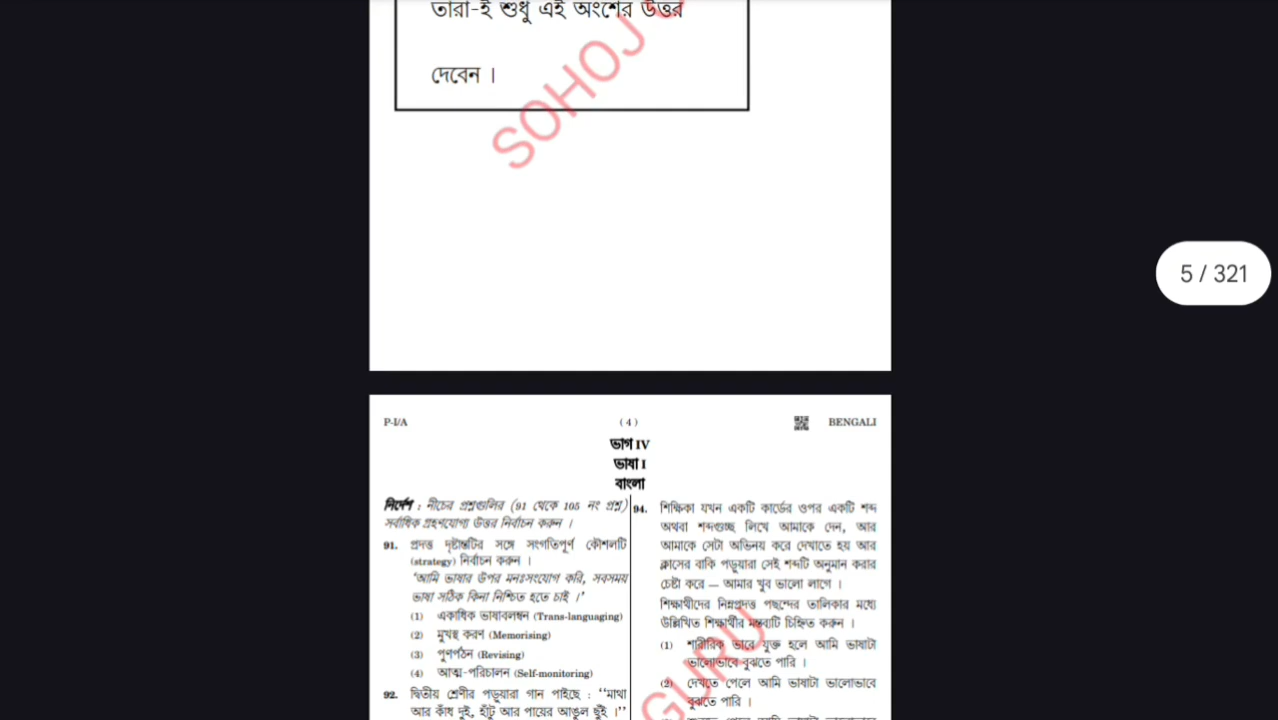 তারা-ই শুধু এই অংশের উত্তর
দেবেন ।
SOHOJ
5 / 321
P-I/A
( 4 )
BENGALI
ভাগ IV
ভাষা I
বাংলা
নির্দেশ : নীচের প্রশ্নগুলির (91 থেকে 105 নং প্রশ্ন)
সর্বাধিক গ্রহণযোগ্য উত্তর নির্বাচন করুন ।
91. প্রদত্ত দৃষ্টান্তটির সঙ্গে সংগতিপূর্ণ কৌশলটি
(strategy) নির্বাচন করুন ।
'আমি ভাষার উপর মনঃসংযোগ করি, সবসময়
ভাষা সঠিক কিনা নিশ্চিত হতে চাই ।'
(1) একাধিক ভাষাবলম্বন (Trans-languaging)
(2) মুখস্থ করণ (Memorising)
(3) পুণর্পঠন (Revising)
(4) আত্ম-পরিচালন (Self-monitoring)
92. দ্বিতীয় শ্রেণীর পড়ুয়ারা গান গাইছে : "মাথা
আর কাঁধ দুই, হাঁটু আর পায়ের আঙুল ছুঁই ।"
94. শিক্ষিকা যখন একটি কার্ডের ওপর একটি শব্দ
অথবা শব্দগুচ্ছ লিখে আমাকে দেন, আর
আমাকে সেটা অভিনয় করে দেখাতে হয় আর
ক্লাসের বাকি পড়ুয়ারা সেই শব্দটি অনুমান করার
চেষ্টা করে — আমার খুব ভালো লাগে ।
শিক্ষার্থীদের নিম্নপ্রদত্ত পছন্দের তালিকার মধ্যে
উল্লিখিত শিক্ষার্থীর মন্তব্যটি চিহ্নিত করুন ।
(1) শারীরিক ভাবে যুক্ত হলে আমি ভাষাটা
ভালোভাবে বুঝতে পারি ।
(2) দেখতে পেলে আমি ভাষাটা ভালোভাবে
বুঝতে পারি ।
GURU